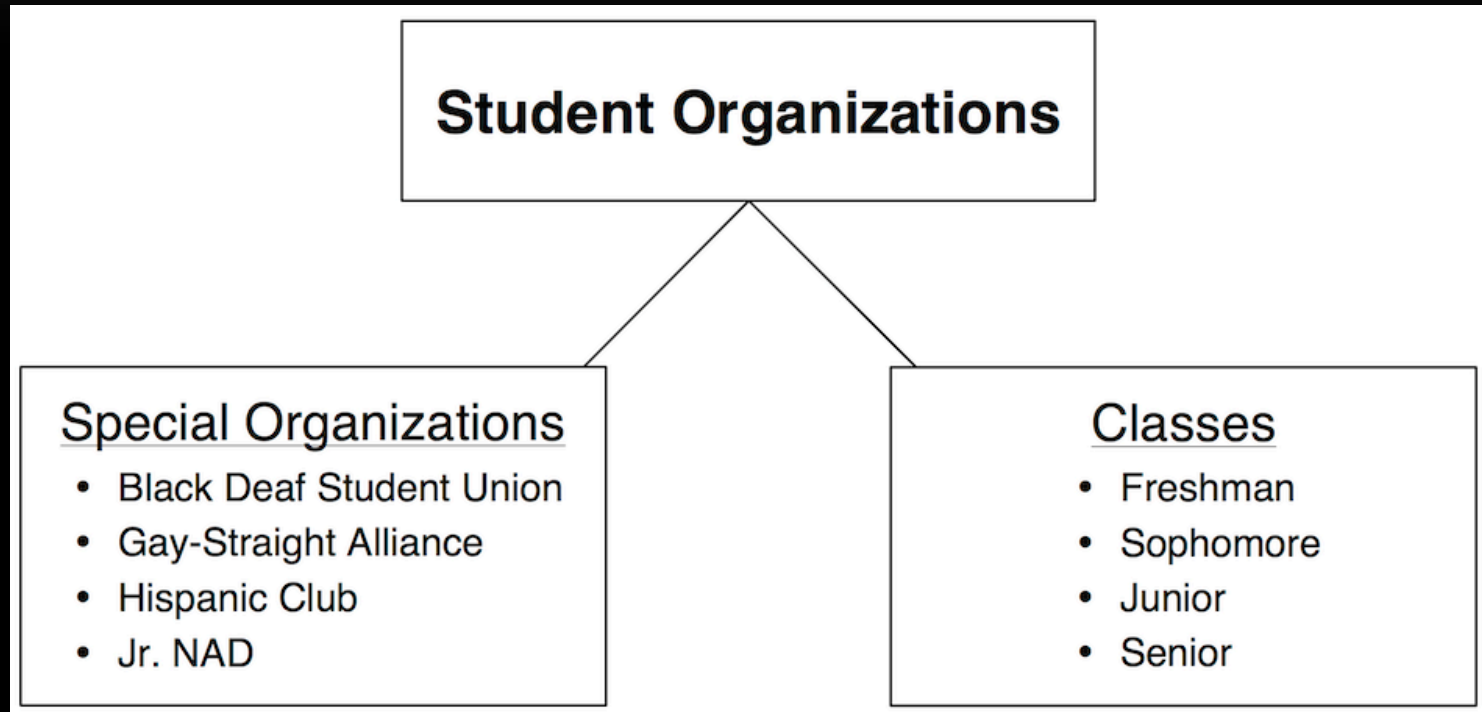 Student Organizations
Special Organizations
• Black Deaf Student Union
• Gay-Straight Alliance
• Hispanic Club
• Jr. NAD
Classes
• Freshman
• Sophomore
• Junior
• Senior